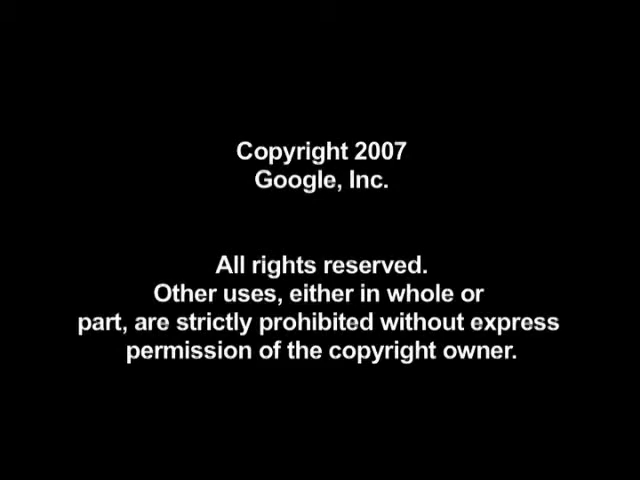 Copyright 2007
Google, Inc.
All rights reserved.
Other uses, either in whole or
part, are strictly prohibited without express
permission of the copyright owner.